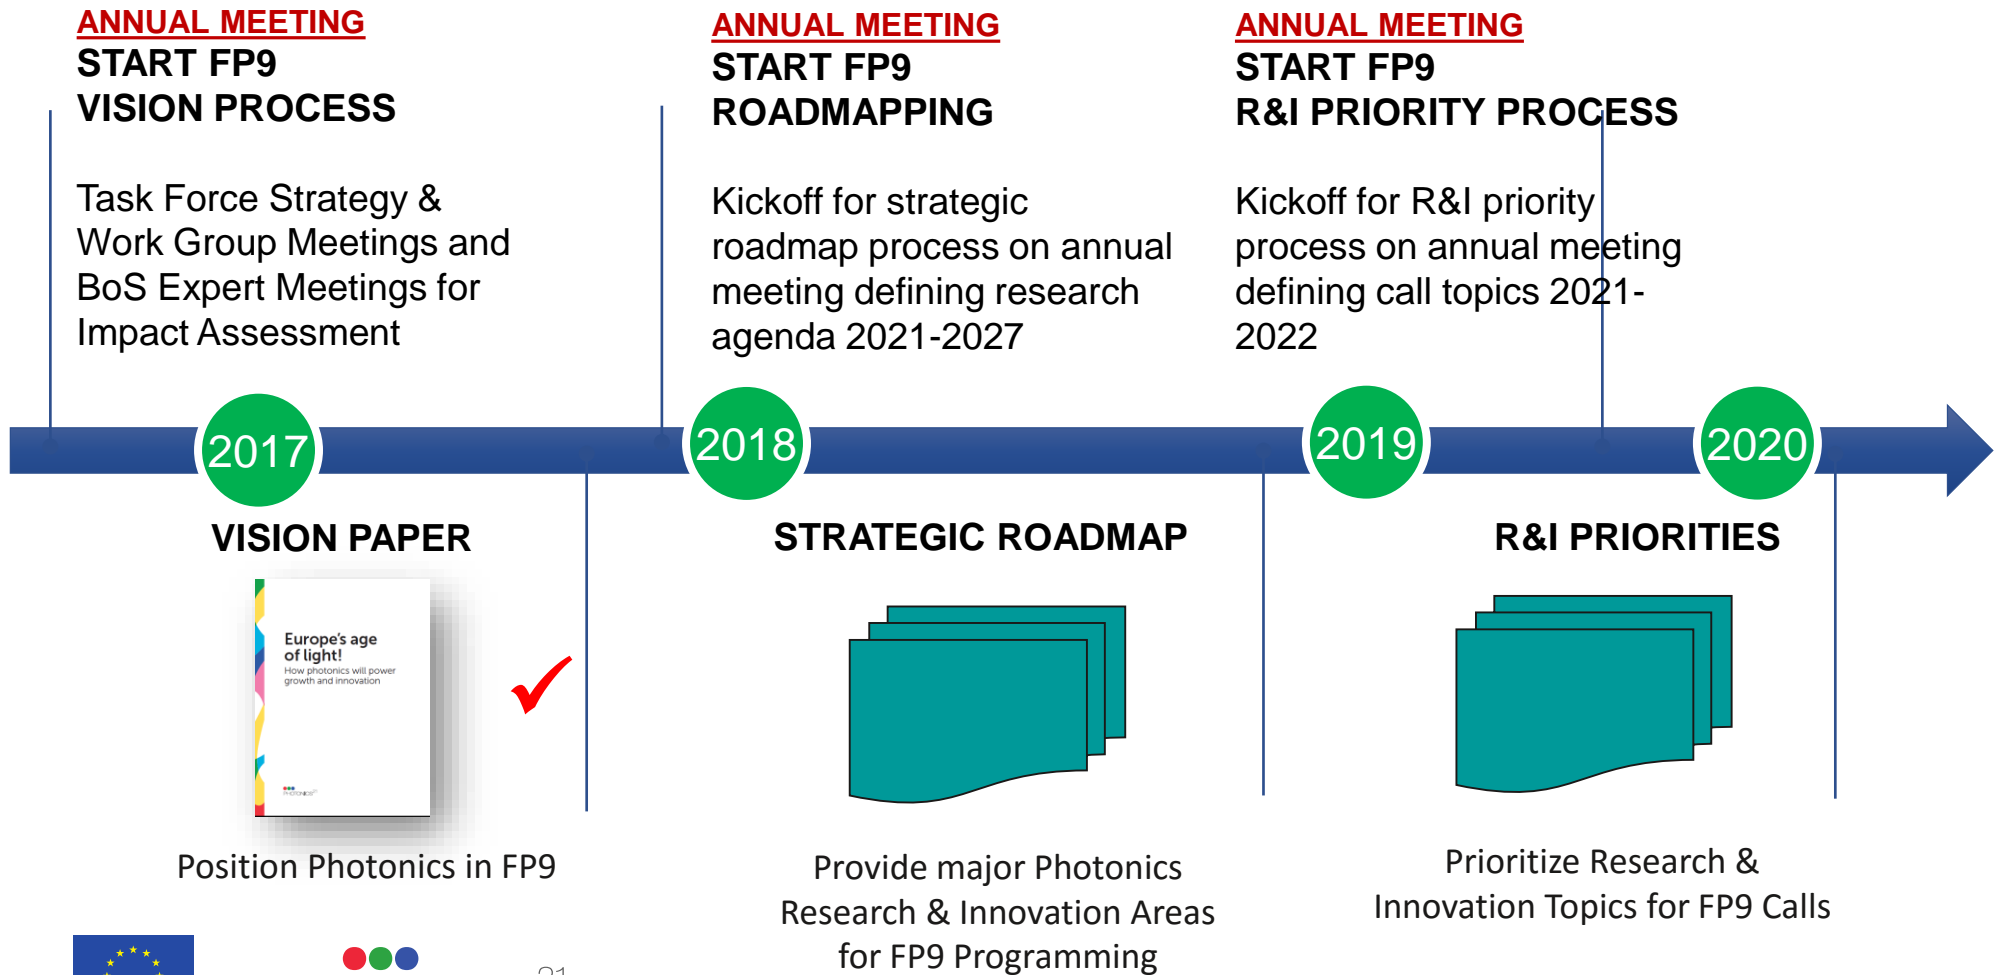 ANNUAL MEETING
START FP9
VISION PROCESS
Task Force Strategy &
Work Group Meetings and
BoS Expert Meetings for
Impact Assessment
ANNUAL MEETING
START FP9
ROADMAPPING
Kickoff for strategic
roadmap process on annual
meeting defining research
agenda 2021-2027
ANNUAL MEETING
START FP9
R&I PRIORITY PROCESS
Kickoff for R&I priority
process on annual meeting
defining call topics 2021-
2022
2017
2018
2019
2020
VISION PAPER
Europe's age
of light!
How photonics will power
growth and innovation
PHOTONICS²¹
Position Photonics in FP9
STRATEGIC ROADMAP
Provide major Photonics
Research & Innovation Areas
for FP9 Programming
R&I PRIORITIES
Prioritize Research &
Innovation Topics for FP9 Calls